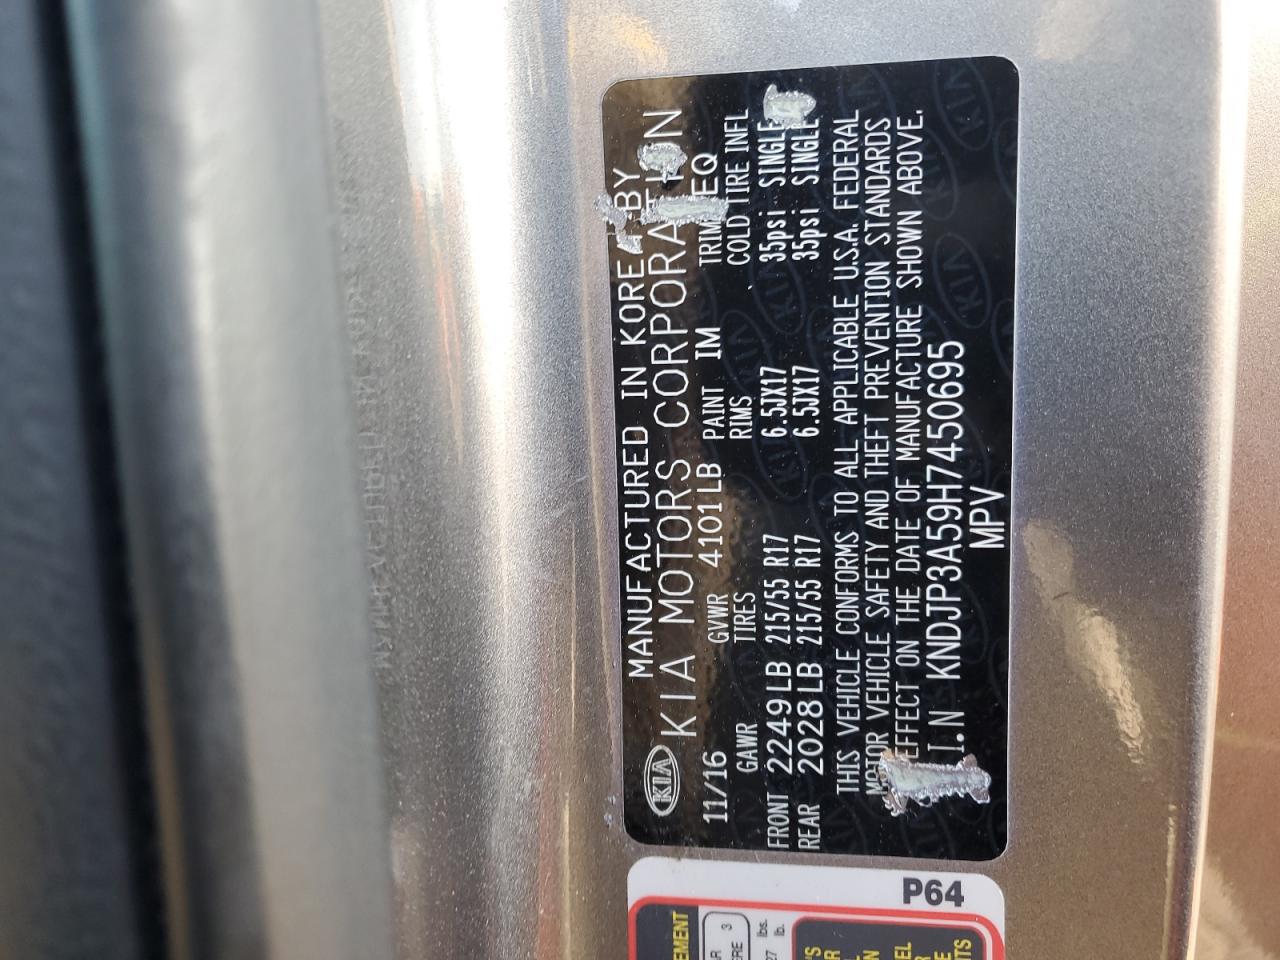 KIA
MANUFACTURED IN KOREA BY
KIA MOTORS CORPORATION
11/16 GVWR 4101LB PAINT IM TRIM EQ
GAWR TIRES RIMS COLD TIRE INFL
FRONT 2249LB 215/55 R17 6.5JX17 35psi SINGLE
REAR 2028LB 215/55 R17 6.5JX17 35psi SINGLE
THIS VEHICLE CONFORMS TO ALL APPLICABLE U.S.A. FEDERAL
MOTOR VEHICLE SAFETY AND THEFT PREVENTION STANDARDS
EFFECT ON THE DATE OF MANUFACTURE SHOWN ABOVE.
I.N KNDJP3A59H7450695
MPV
P64